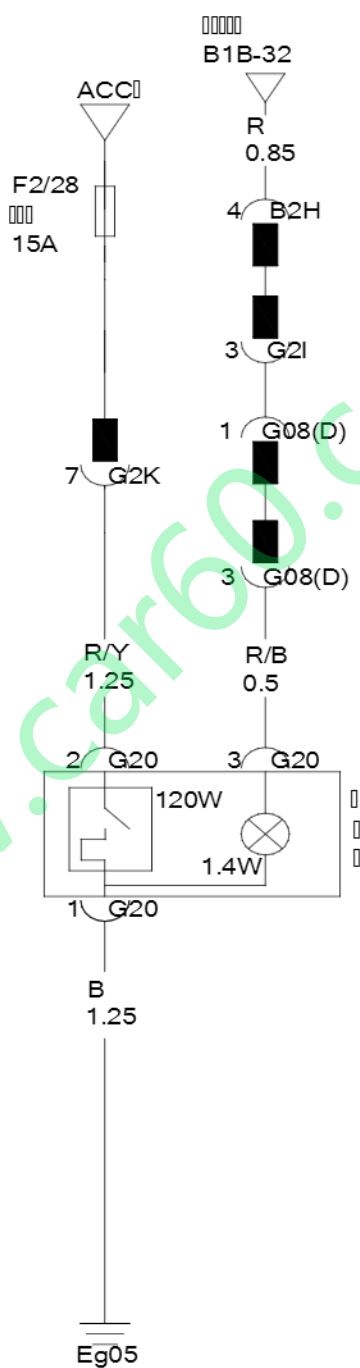 B1B-32
ACC
R
0.85
F2/28
15A
4 B2H
3 G2I
1 G08(D)
7 G2K
3 G08(D)
R/Y
1.25
R/B
0.5
2 G20
3 G20
120W
1.4W
1 G20
B
1.25
Eg05
.car60.c